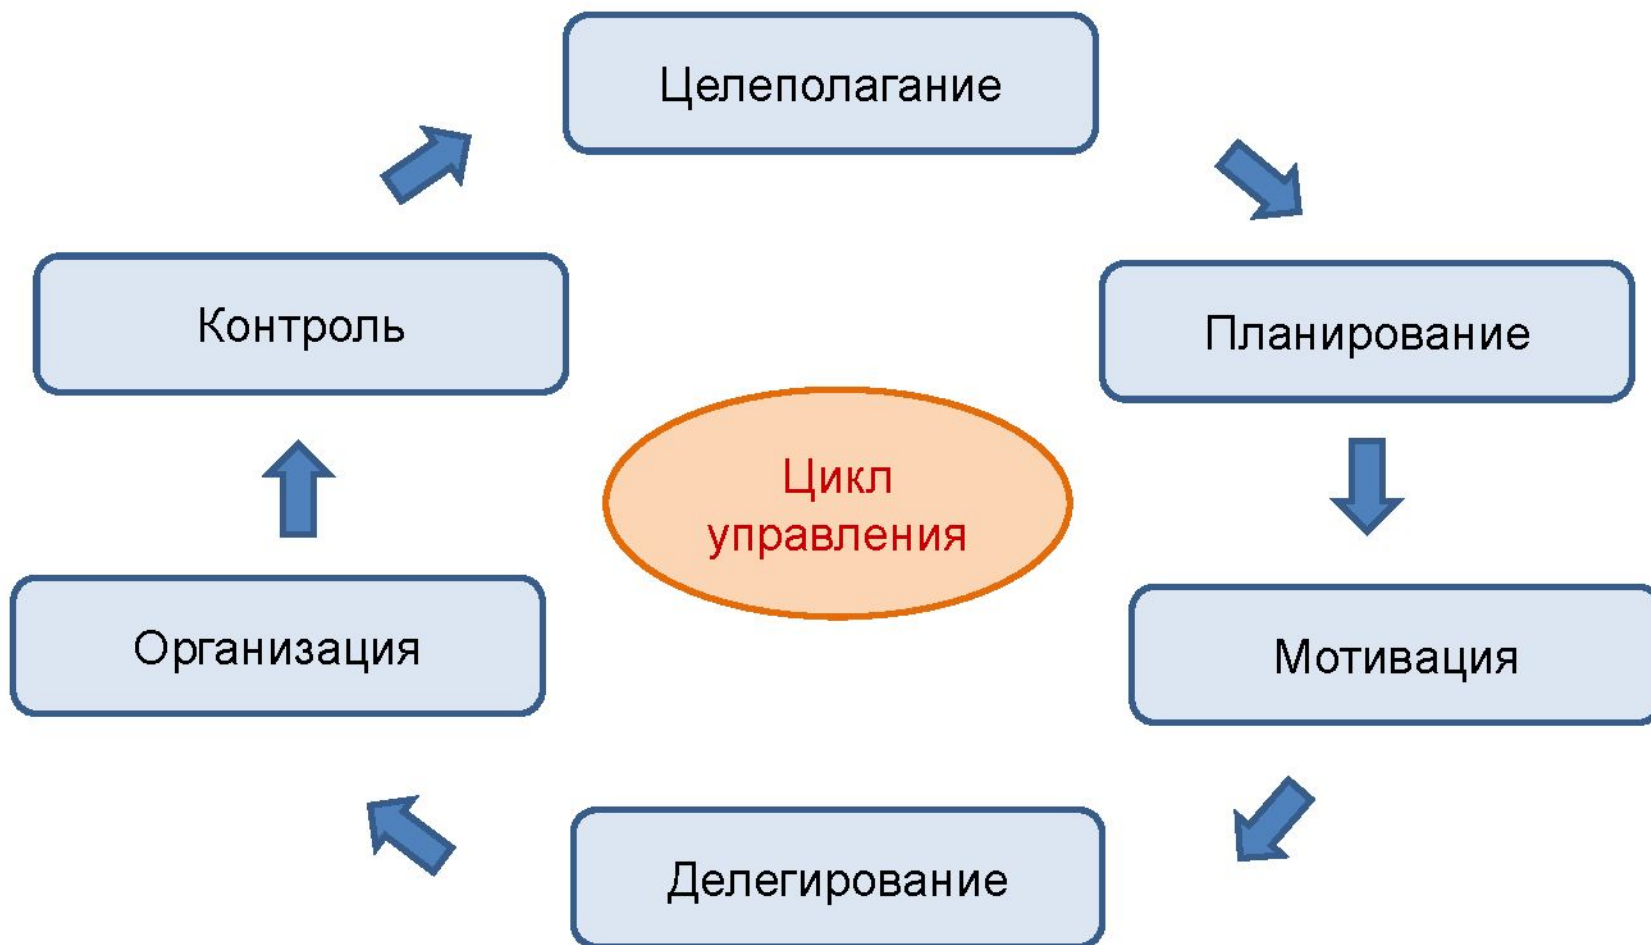 Целеполагание
Контроль
Планирование
Цикл
управления
Организация
Мотивация
Делегирование